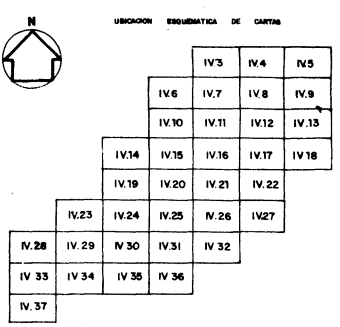 N
UBICACION ESQUEMATICA DE CARTAS
IV.3 IV.4 IV.5
IV.6 IV.7 IV.8 IV.9
IV.10 IV.11 IV.12 IV.13
IV.14 IV.15 IV.16 IV.17 IV 18
IV.19 IV.20 IV.21 IV.22
IV.23 IV.24 IV.25 IV.26 IV.27
IV.28 IV.29 IV 30 IV.31 IV 32
IV 33 IV 34 IV 35 IV 36
IV. 37